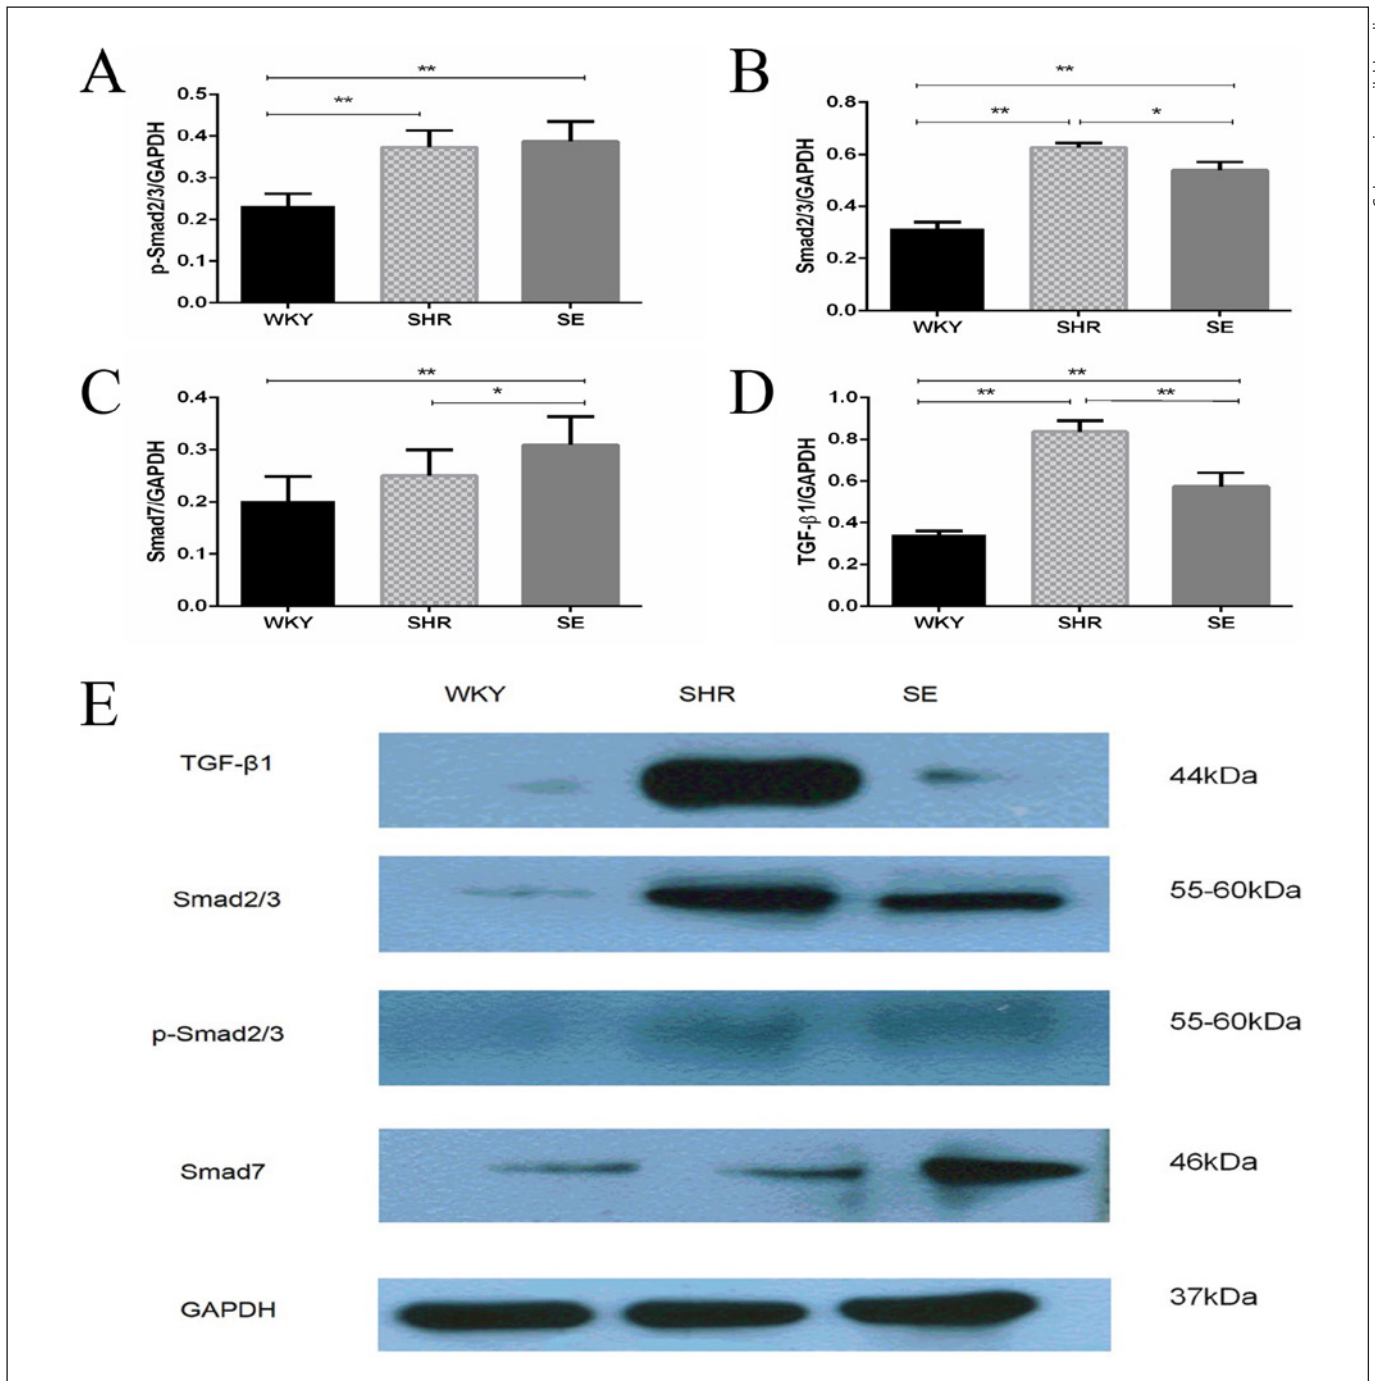 A
**
**
0.5
0.4
0.3
0.2
0.1
0.0
p-Smad2/3/GAPDH
WKY SHR SE
B
**
** *
0.8
0.6
0.4
0.2
0.0
Smad2/3/GAPDH
WKY SHR SE
C
**
*
0.4
0.3
0.2
0.1
0.0
Smad7/GAPDH
WKY SHR SE
D
**
** **
1.0
0.8
0.6
0.4
0.2
0.0
TGF-β1/GAPDH
WKY SHR SE
E
WKY SHR SE
TGF-β1 44kDa
Smad2/3 55-60kDa
p-Smad2/3 55-60kDa
Smad7 46kDa
GAPDH 37kDa